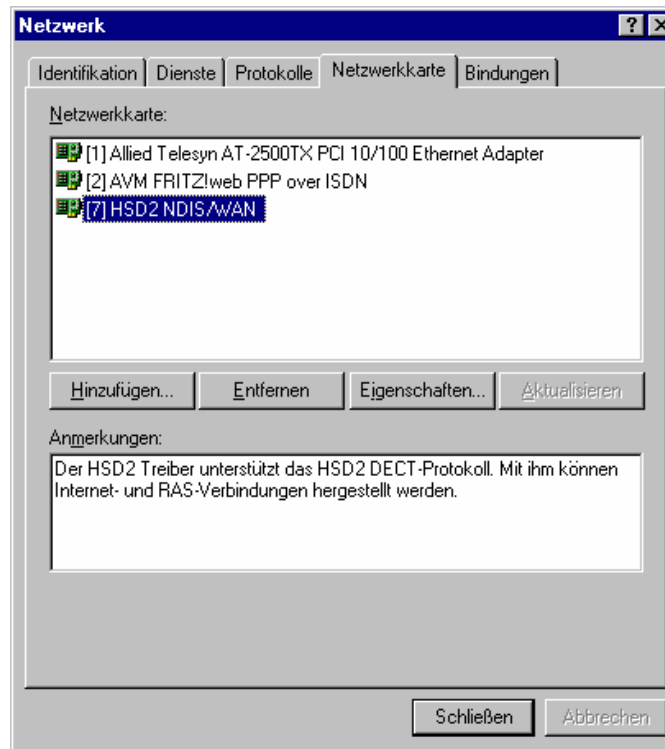 Netzwerk
Identifikation Dienste Protokolle Netzwerkkarte Bindungen
Netzwerkkarte:
[1] Allied Telesyn AT-2500TX PCI 10/100 Ethernet Adapter
[2] AVM FRITZ!web PPP over ISDN
[7] HSD2 NDIS/WAN
Hinzufügen... Entfernen Eigenschaften... Aktualisieren
Anmerkungen:
Der HSD2 Treiber unterstützt das HSD2 DECT-Protokoll. Mit ihm können
Internet- und RAS-Verbindungen hergestellt werden.
Schließen Abbrechen